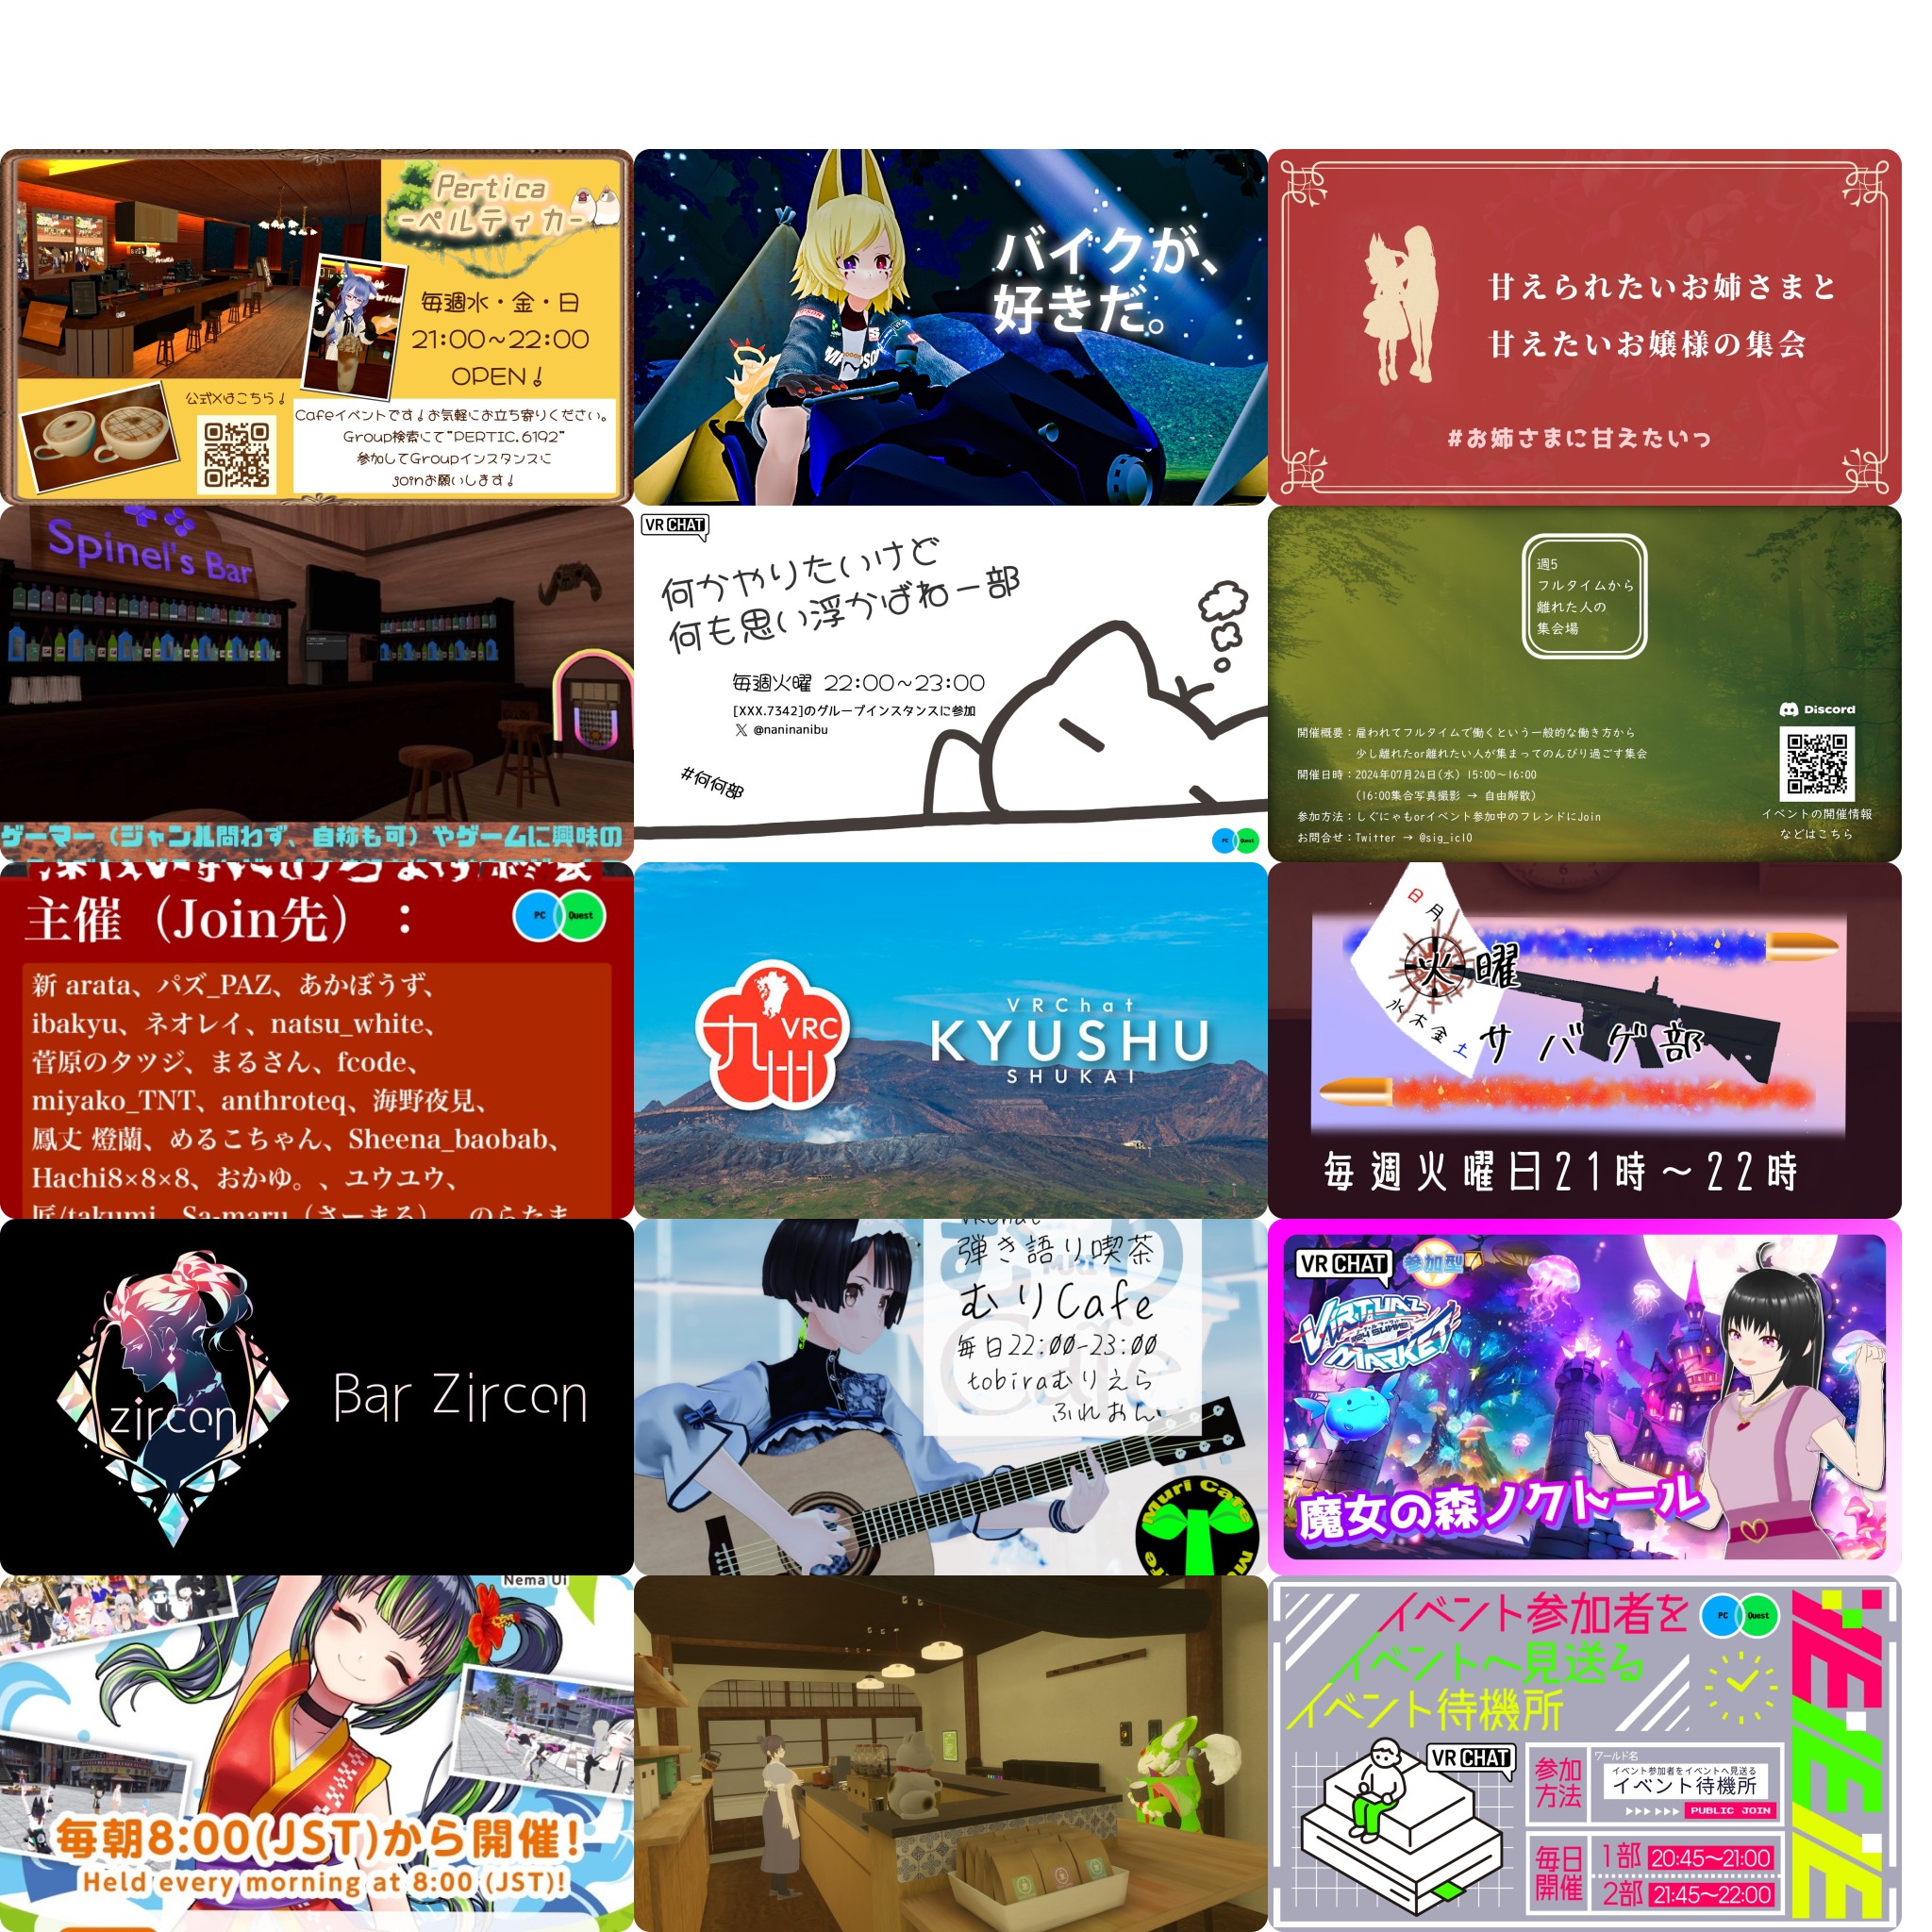 Pertica
-ペルティカ-
毎週水・金・日
21:00~22:00
OPEN!
公式Xはこちら!
Cafeイベントです!お気軽にお立ち寄りください。
Group検索にて"PERTIC.6192"
参加してGroupインスタンスに
joinお願いします!
バイクが、
好きだ。
甘えられたいお姉さまと
甘えたいお嬢様の集会
#お姉さまに甘えたいっ
Spinel's Bar
ゲーマー（ジャンル問わず、自称も可）やゲームに興味の
VRCHAT
何かやりたいけど
何も思い浮かばねー部
毎週火曜 22:00~23:00
[XXX.7342]のグループインスタンスに参加
X @naninanibu
#何何部
PC Quest
週5
フルタイムから
離れた人の
集会場
Discord
開催概要：雇われてフルタイムで働くという一般的な働き方から
少し離れたor離れたい人が集まってのんびり過ごす集会
開催日時：2024年07月24日(水) 15:00~16:00
(16:00集合写真撮影 → 自由解散)
参加方法：しぐにゃもorイベント参加中のフレンドにJoin
お問合せ：Twitter → @sig_icl0
イベントの開催情報
などはこちら
主催（Join先）：
PC Quest
新 arata、パズ_PAZ、あかぼうず、
ibakyu、ネオレイ、natsu_white、
菅原のタツジ、まるさん、fcode、
miyako_TNT、anthroteq、海野夜見、
鳳丈 燈蘭、めるこちゃん、Sheena_baobab、
Hachi8×8×8、おかゆ。、ユウユウ、
匠/takumi、Sa-maru（さーまる）、のらたま
九州 VRC
VRChat
KYUSHU
SHUKAI
日 月 火曜
水 木 金 土
サバゲ部
毎週火曜日21時～22時
zircon
Bar Zircon
VRChat
弾き語り喫茶
むりCafe
毎日22:00-23:00
tobiraむりえら
ふれおん
Muri Cafe
VRCHAT
参加型
VIRTUAL
MARKET
魔女の森ノクトール
Nema UI
毎朝8:00(JST)から開催!
Held every morning at 8:00 (JST)!
イベント参加者を
イベントへ見送る
イベント待機所
PC Quest
VRCHAT
参加
方法
ワールド名
イベント参加者をイベントへ見送る
イベント待機所
PUBLIC JOIN
毎日
開催
1部 20:45~21:00
2部 21:45~22:00